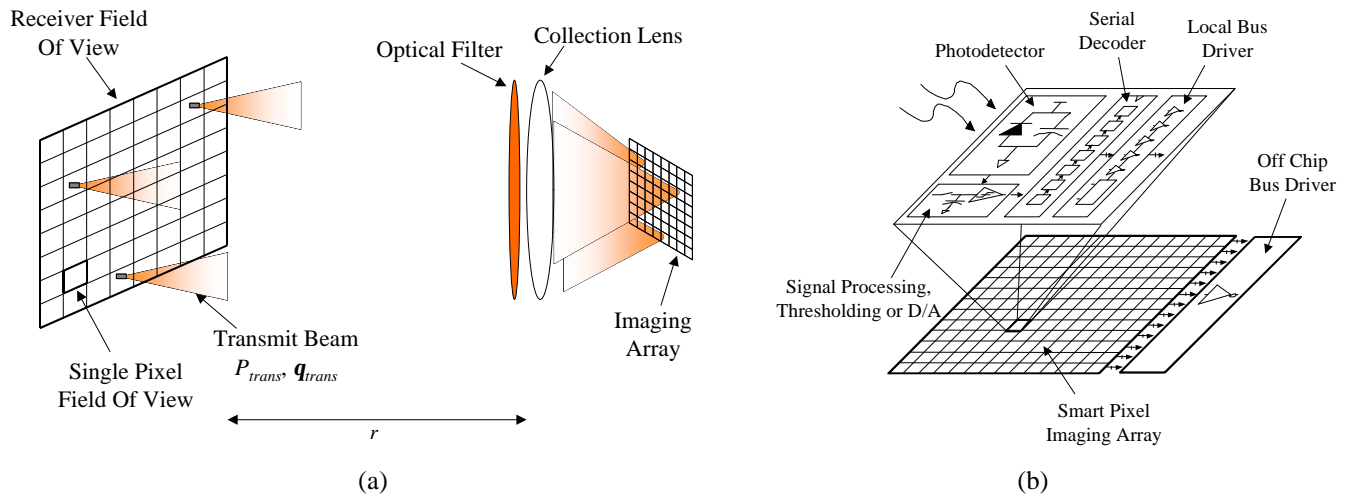 Receiver Field
Of View
Optical Filter
Collection Lens
Imaging
Array
Transmit Beam
P_trans, q_trans
Single Pixel
Field Of View
r
(a)
Serial
Decoder
Local Bus
Driver
Photodetector
Off Chip
Bus Driver
Signal Processing,
Thresholding or D/A
Smart Pixel
Imaging Array
(b)